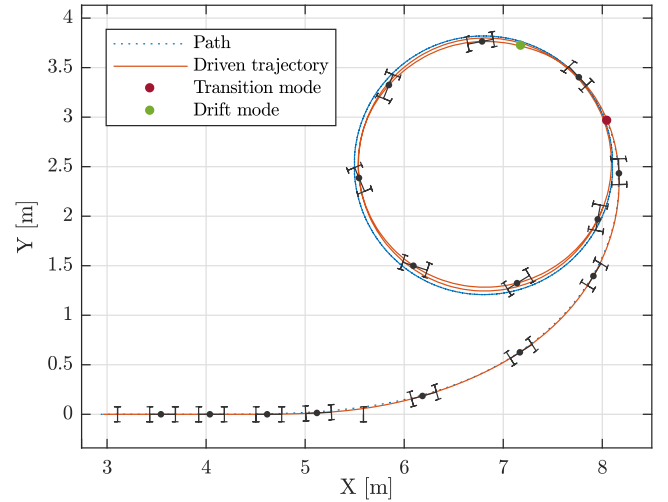 4
3.5
3
2.5
2
1.5
1
0.5
0
Y [m]
Path
Driven trajectory
Transition mode
Drift mode
3 4 5 6 7 8
X [m]